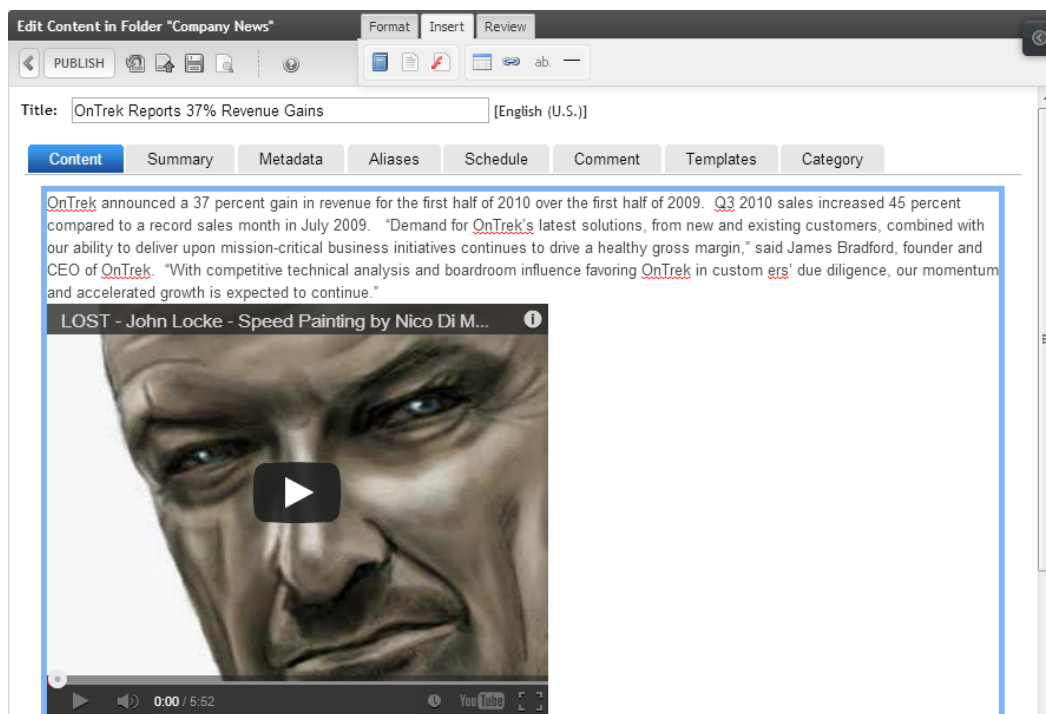 Edit Content in Folder "Company News"
Format Insert Review
PUBLISH
ab.
Title: OnTrek Reports 37% Revenue Gains [English (U.S.)]
Content Summary Metadata Aliases Schedule Comment Templates Category
OnTrek announced a 37 percent gain in revenue for the first half of 2010 over the first half of 2009.  Q3 2010 sales increased 45 percent
compared to a record sales month in July 2009.   “Demand for OnTrek’s latest solutions, from new and existing customers, combined with
our ability to deliver upon mission-critical business initiatives continues to drive a healthy gross margin,” said James Bradford, founder and
CEO of OnTrek.  “With competitive technical analysis and boardroom influence favoring OnTrek in custom ers’ due diligence, our momentum
and accelerated growth is expected to continue.”
LOST - John Locke - Speed Painting by Nico Di M...
0:00 / 5:52
YouTube